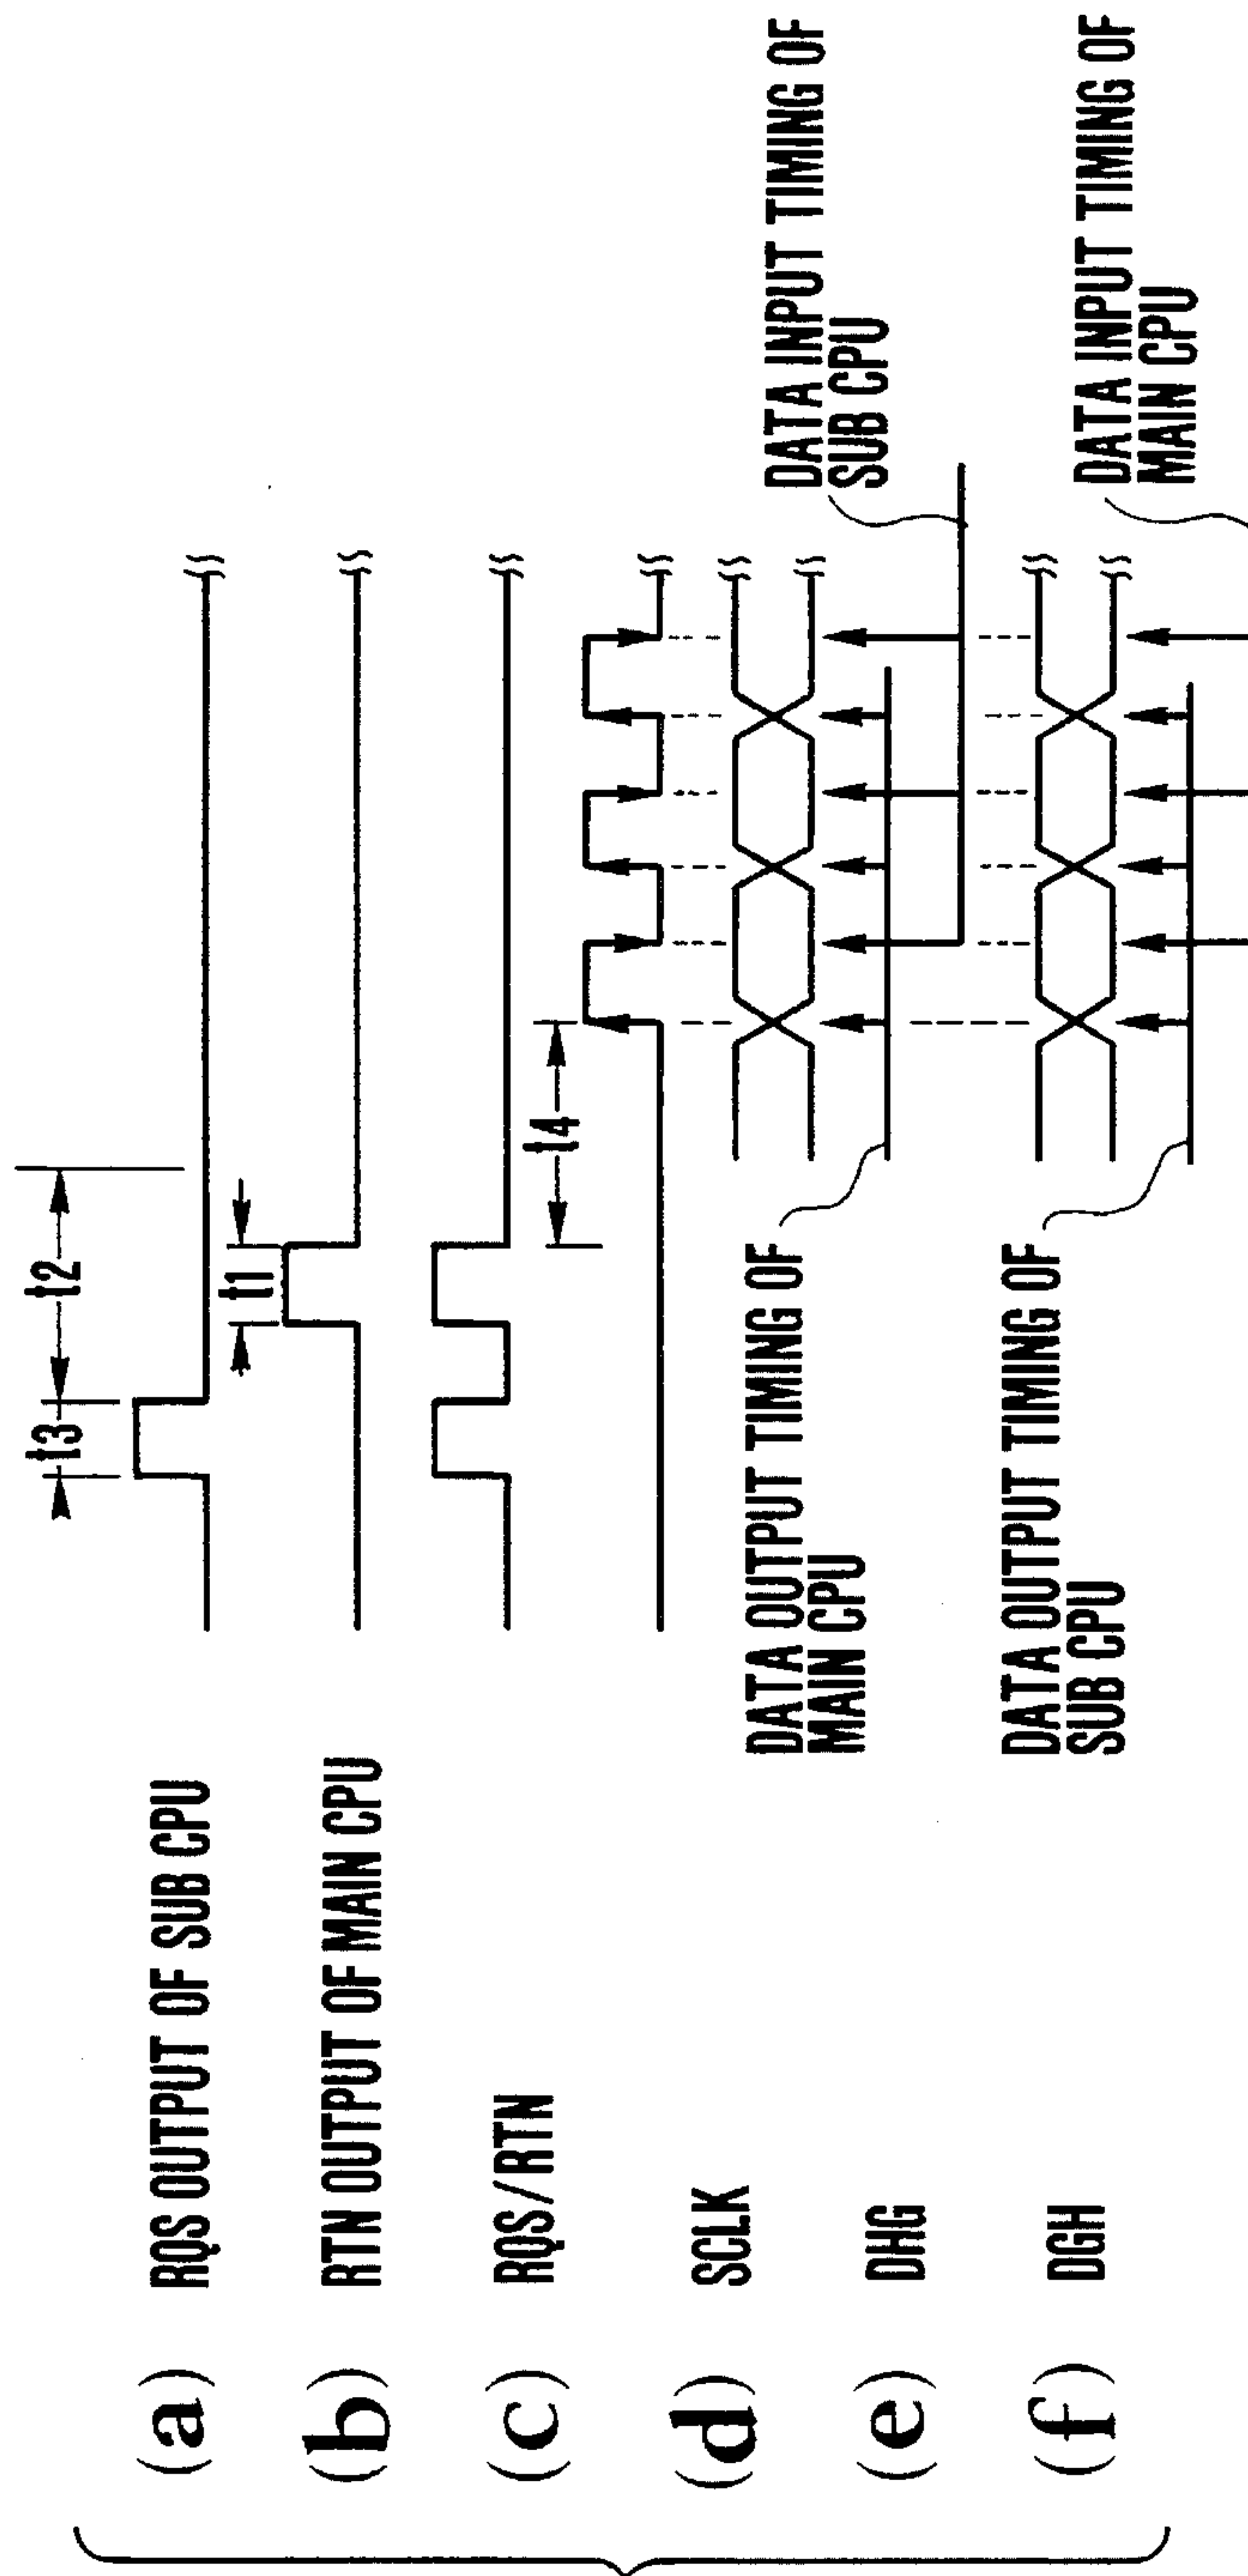 (a) RQS OUTPUT OF SUB CPU
t3
t2
(b) RTN OUTPUT OF MAIN CPU
t1
(c) RQS/RTN
t4
(d) SCLK
(e) DHG
DATA OUTPUT TIMING OF
MAIN CPU
DATA INPUT TIMING OF
SUB CPU
(f) DGH
DATA OUTPUT TIMING OF
SUB CPU
DATA INPUT TIMING OF
MAIN CPU